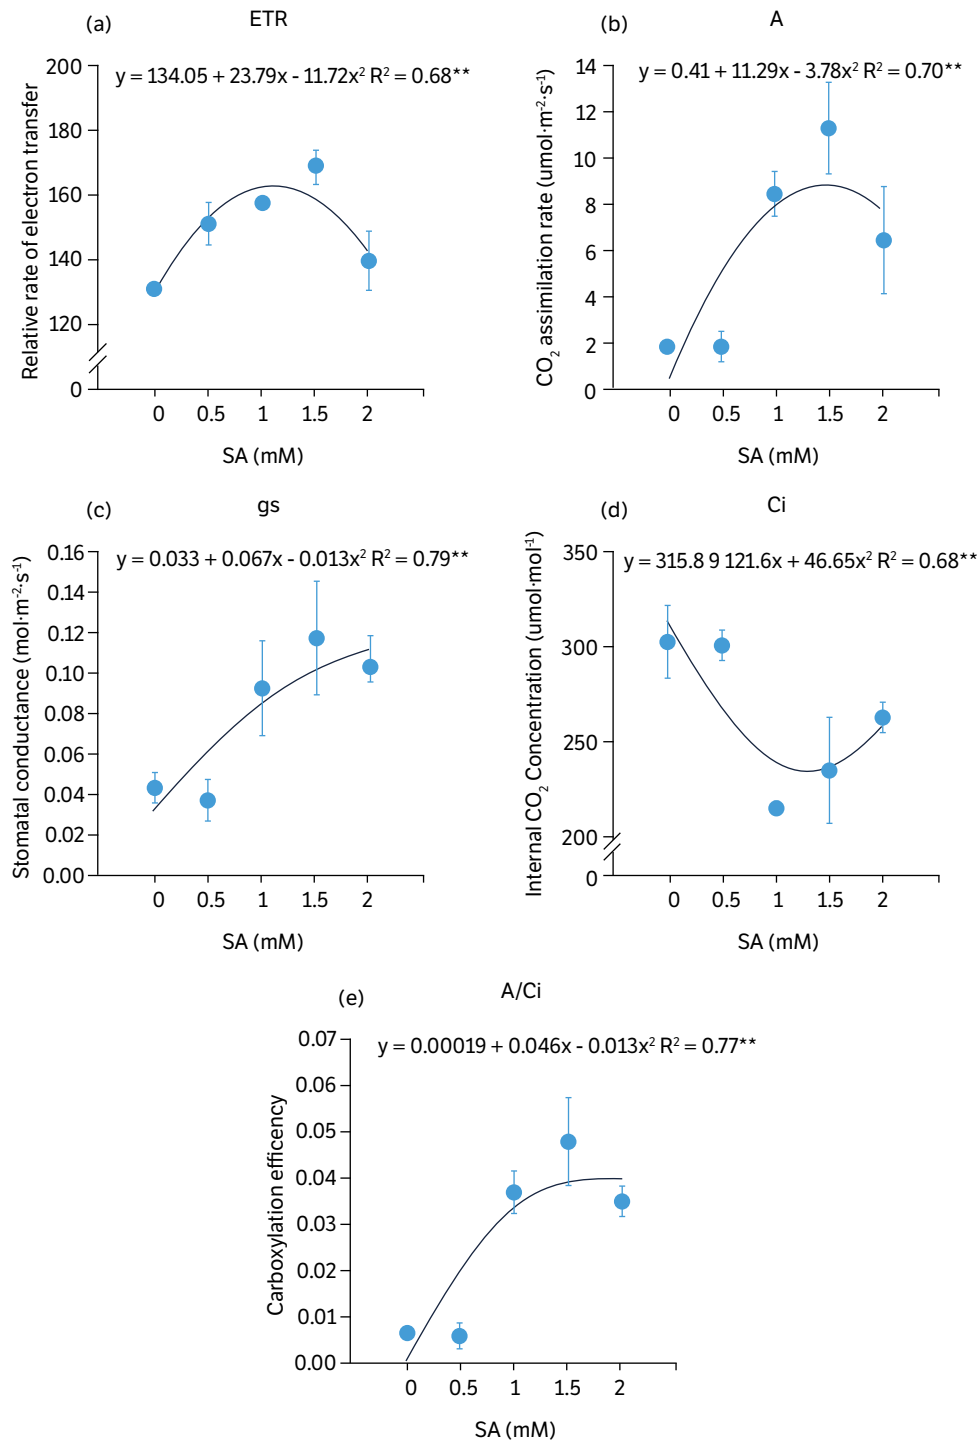 (a) ETR
y = 134.05 + 23.79x - 11.72x² R² = 0.68**
Relative rate of electron transfer
200
180
160
140
120
0
0 0.5 1 1.5 2
SA (mM)
(b) A
y = 0.41 + 11.29x - 3.78x² R² = 0.70**
CO₂ assimilation rate (umol·m⁻²·s⁻¹)
14
12
10
8
6
4
2
0
0 0.5 1 1.5 2
SA (mM)
(c) gs
y = 0.033 + 0.067x - 0.013x² R² = 0.79**
Stomatal conductance (mol·m⁻²·s⁻¹)
0.16
0.14
0.12
0.10
0.08
0.06
0.04
0.02
0.00
0 0.5 1 1.5 2
SA (mM)
(d) Ci
y = 315.8 9 121.6x + 46.65x² R² = 0.68**
Internal CO₂ Concentration (umol·mol⁻¹)
350
300
250
200
0
0 0.5 1 1.5 2
SA (mM)
(e) A/Ci
y = 0.00019 + 0.046x - 0.013x² R² = 0.77**
Carboxylation efficency
0.07
0.06
0.05
0.04
0.03
0.02
0.01
0.00
0 0.5 1 1.5 2
SA (mM)